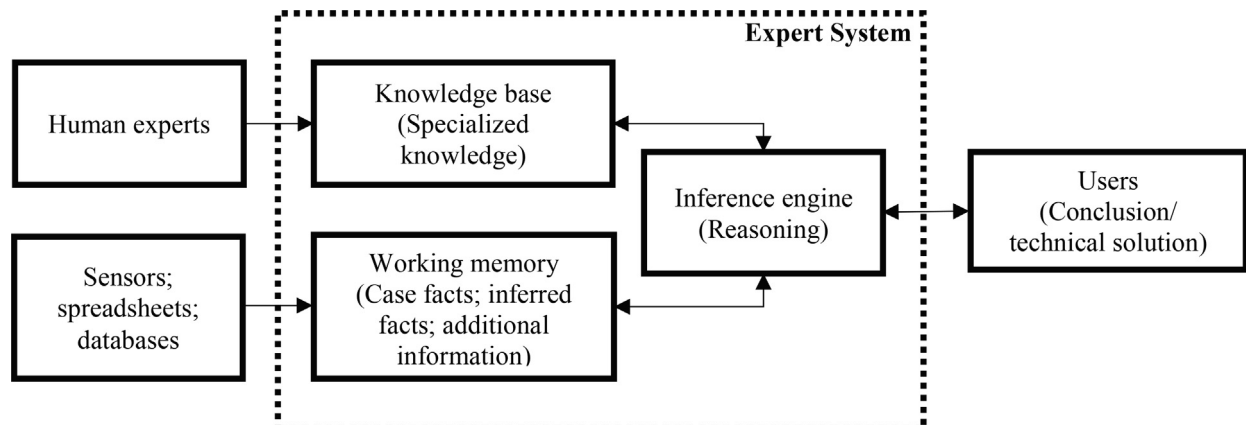 Expert System
Human experts
Knowledge base
(Specialized
knowledge)
Inference engine
(Reasoning)
Users
(Conclusion/
technical solution)
Sensors;
spreadsheets;
databases
Working memory
(Case facts; inferred
facts; additional
information)